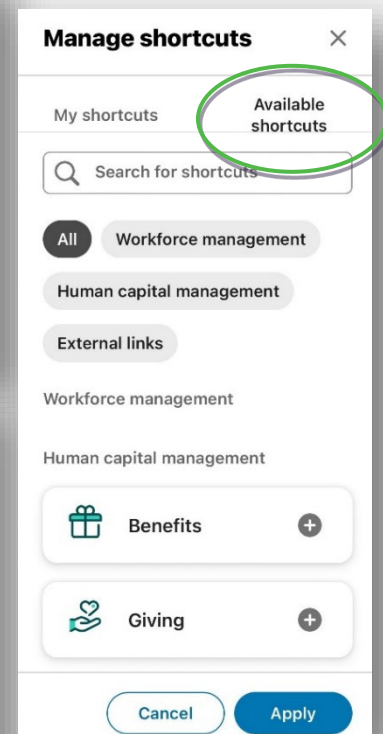 Manage shortcuts
My shortcuts
Available
shortcuts
Search for shortcuts
All
Workforce management
Human capital management
External links
Workforce management
Human capital management
Benefits
Giving
Cancel
Apply